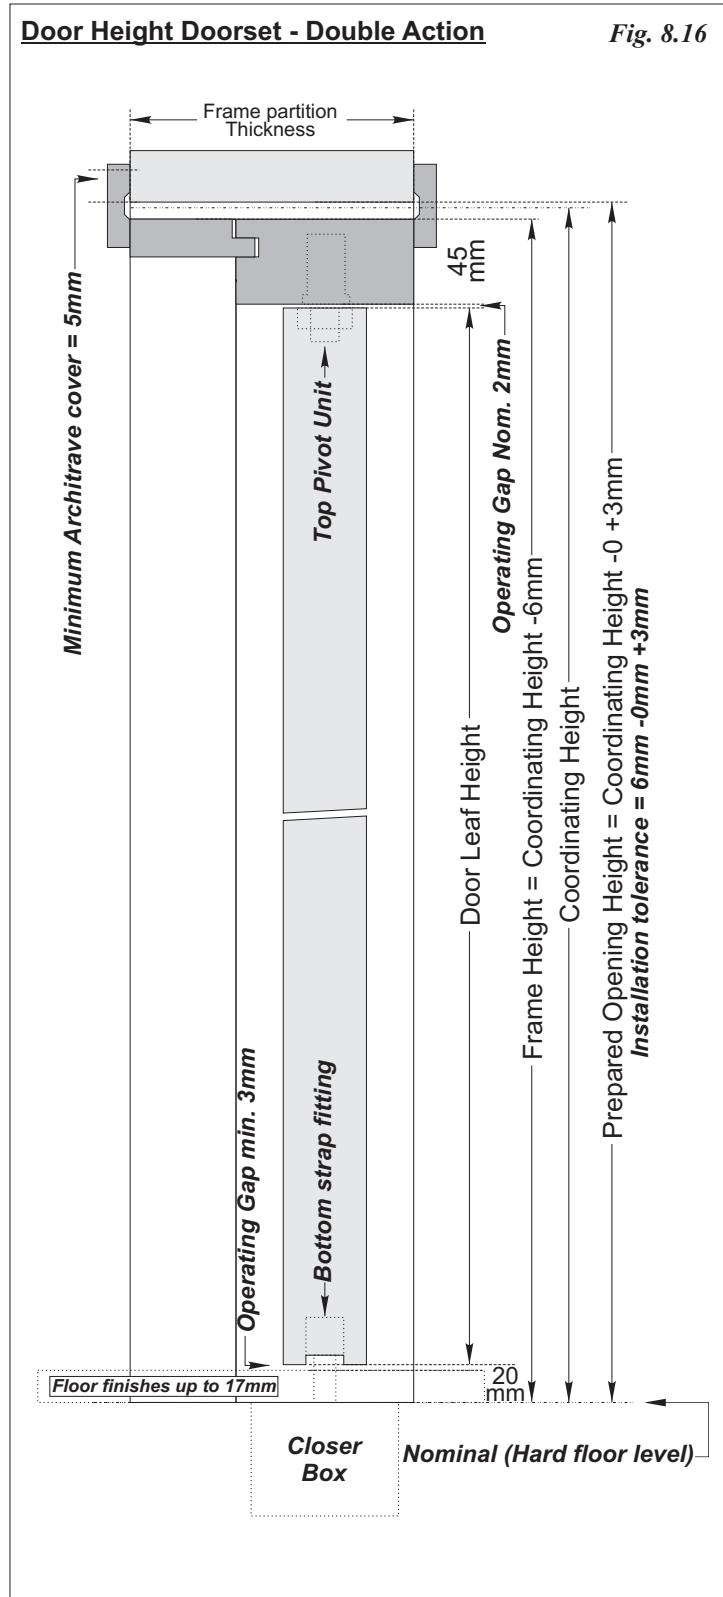 Door Height Doorset - Double Action
Fig. 8.16
Frame partition
Thickness
Minimum Architrave cover = 5mm
45
mm
Operating Gap Nom. 2mm
Top Pivot Unit
Door Leaf Height
Frame Height = Coordinating Height -6mm
Coordinating Height
Prepared Opening Height = Coordinating Height -0 +3mm
Installation tolerance = 6mm -0mm +3mm
Operating Gap min. 3mm
Bottom strap fitting
Floor finishes up to 17mm
20
mm
Closer
Box
Nominal (Hard floor level)